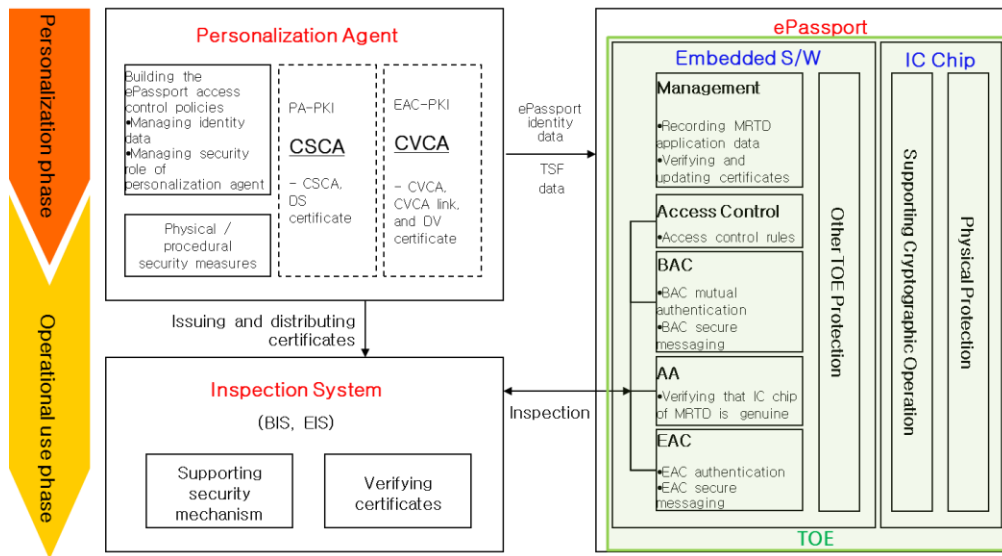 Personalization phase
Operational use phase
Personalization Agent
Building the
ePassport access
control policies
•Managing identity
data
•Managing security
role of
personalization agent
Physical /
procedural
security measures
PA-PKI
CSCA
- CSCA,
DS
certificate
EAC-PKI
CVCA
- CVCA,
CVCA link,
and DV
certificate
ePassport
identity
data
TSF
data
Issuing and distributing
certificates
Inspection System
(BIS, EIS)
Supporting
security
mechanism
Verifying
certificates
Inspection
ePassport
Embedded S/W
Management
•Recording MRTD
application data
•Verifying and
updating certificates
Access Control
•Access control rules
BAC
•BAC mutual
authentication
•BAC secure
messaging
AA
•Verifying that IC chip
of MRTD is genuine
EAC
•EAC authentication
•EAC secure
messaging
Other TOE Protection
IC Chip
Supporting Cryptographic Operation
Physical Protection
TOE